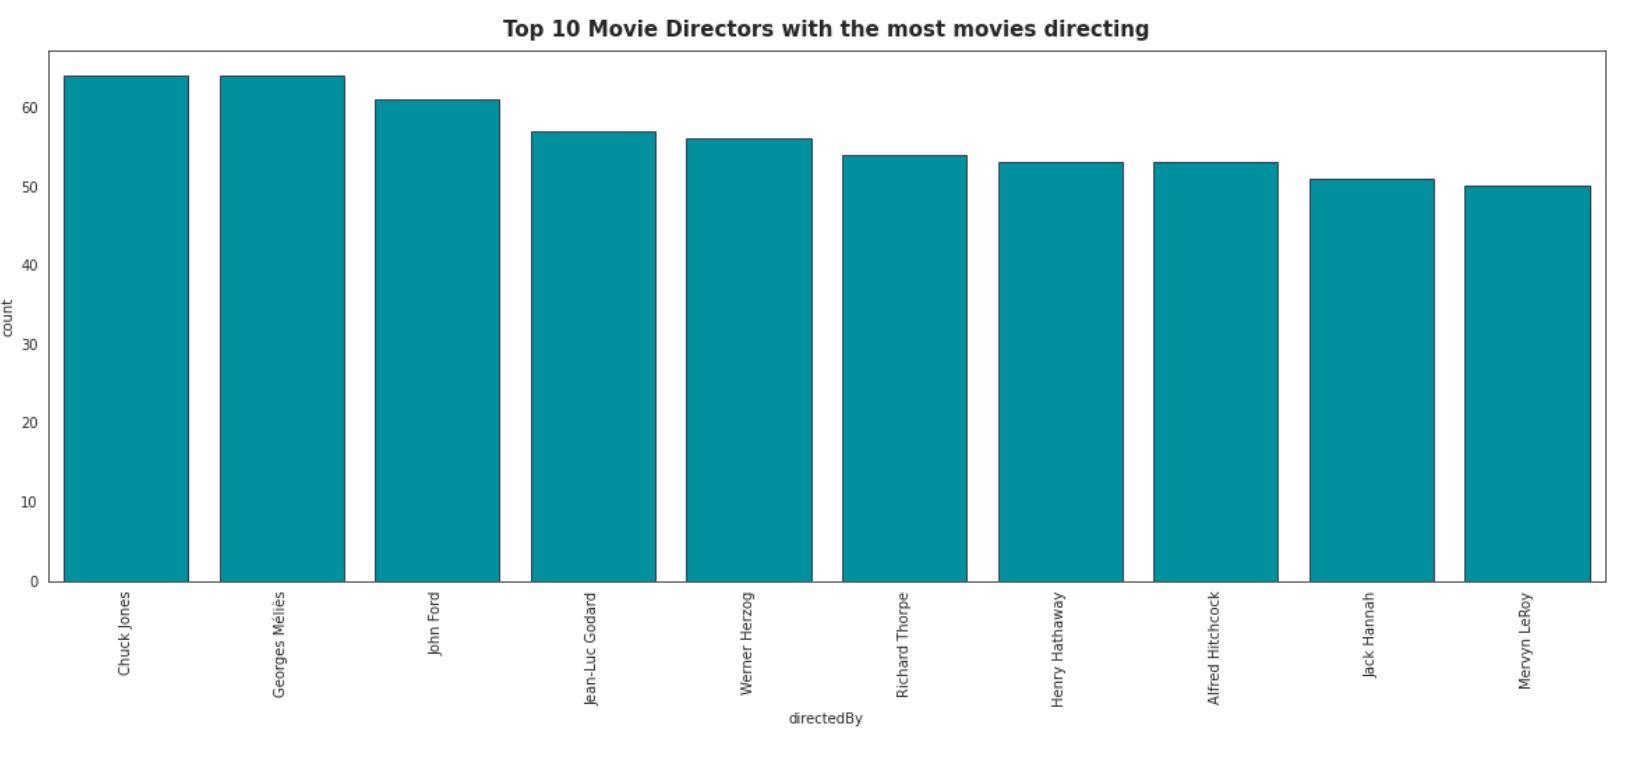 Top 10 Movie Directors with the most movies directing
60
50
40
30
20
10
0
count
Chuck Jones
Georges Méliès
John Ford
Jean-Luc Godard
Werner Herzog
Richard Thorpe
Henry Hathaway
Alfred Hitchcock
Jack Hannah
Mervyn LeRoy
directedBy